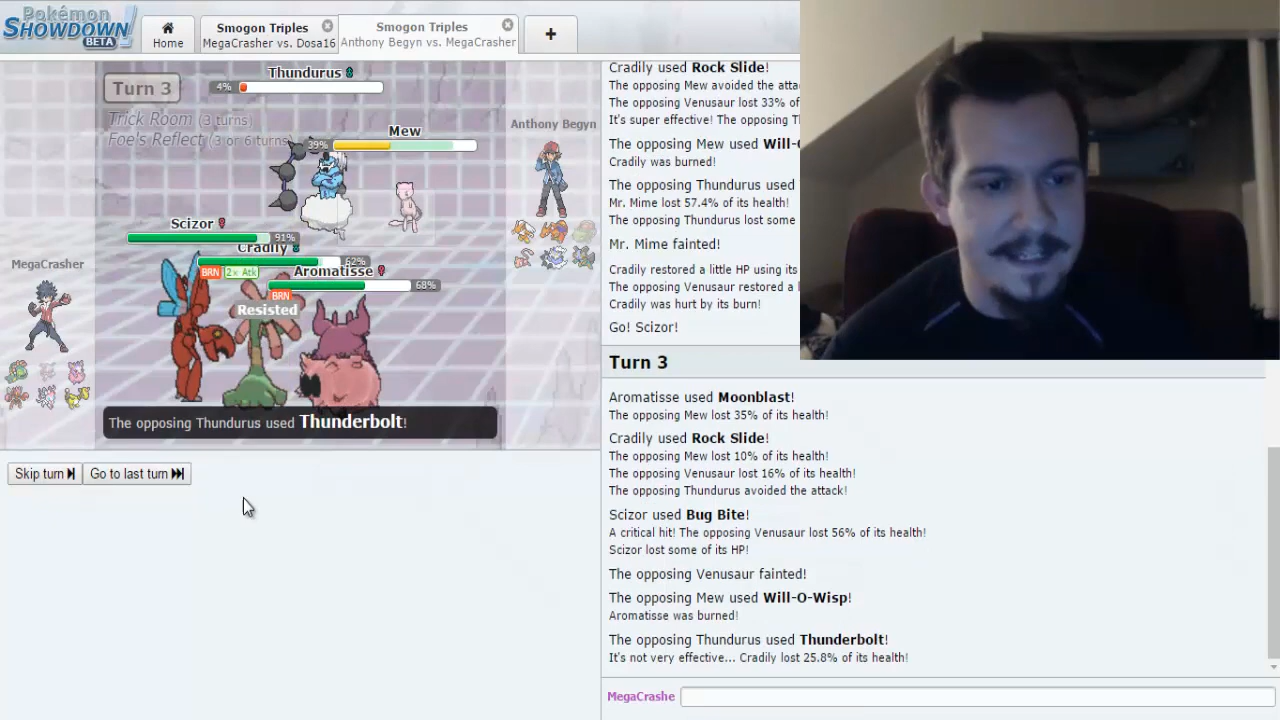 Pokémon
SHOWDOWN!
BETA
Home
Smogon Triples
MegaCrasher vs. Dosa16
Smogon Triples
Anthony Begyn vs. MegaCrasher
+
Turn 3
Trick Room (3 turns)
Foe's Reflect (3 or 6 turns)
Thundurus
4%
Mew
39%
Scizor
91%
Cradily
62%
BRN 2× Atk
Aromatisse
68%
BRN
Resisted
MegaCrasher
Anthony Begyn
The opposing Thundurus used Thunderbolt!
Skip turn
Go to last turn
Cradily used Rock Slide!
The opposing Mew avoided the
The opposing Venusaur lost 33% of
It's super effective! The opposing
The opposing Mew used
Cradily was burned!
The opposing Thundurus used
Mr. Mime lost 57.4% of its health!
The opposing Thundurus lost some
Mr. Mime fainted!
Cradily restored a little HP using its
The opposing Venusaur restored a
Cradily was hurt by its burn!
Go! Scizor!
Turn 3
Aromatisse used Moonblast!
The opposing Mew lost 35% of its health!
Cradily used Rock Slide!
The opposing Mew lost 10% of its health!
The opposing Venusaur lost 16% of its health!
The opposing Thundurus avoided the attack!
Scizor used Bug Bite!
A critical hit! The opposing Venusaur lost 56% of its health!
Scizor lost some of its HP!
The opposing Venusaur fainted!
The opposing Mew used Will-O-Wisp!
Aromatisse was burned!
The opposing Thundurus used Thunderbolt!
It's not very effective... Cradily lost 25.8% of its health!
MegaCrashe